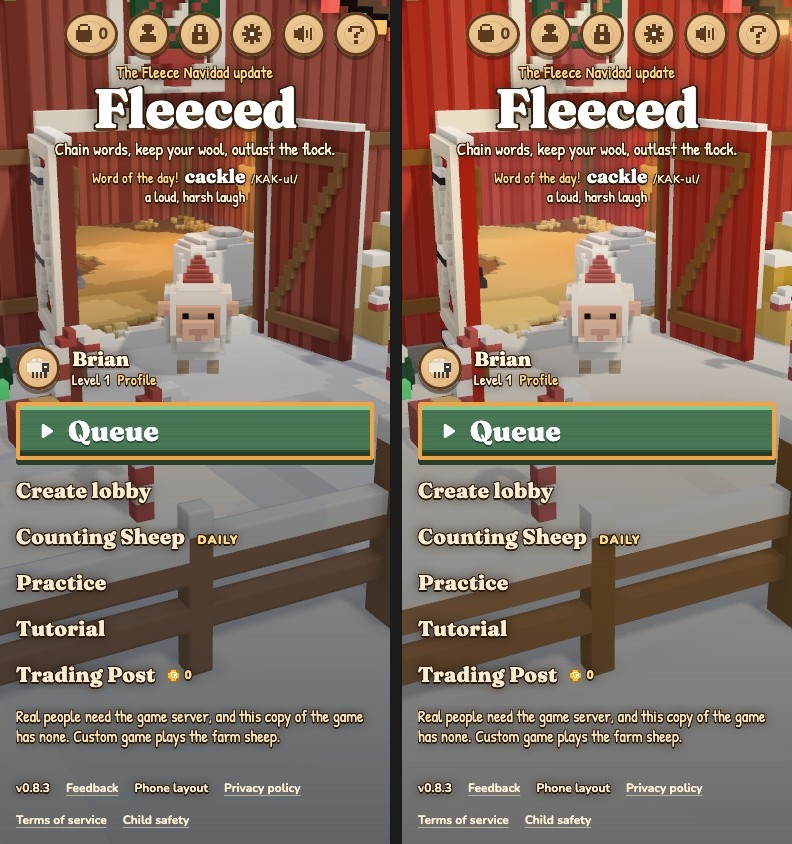 0
The Fleece Navidad update
Fleeced
Chain words, keep your wool, outlast the flock.
Word of the day! cackle /KAK-ul/
a loud, harsh laugh
Brian
Level 1 Profile
Queue
Create lobby
Counting Sheep DAILY
Practice
Tutorial
Trading Post 0
Real people need the game server, and this copy of the game
has none. Custom game plays the farm sheep.
v0.8.3 Feedback Phone layout Privacy policy
Terms of service Child safety
0
The Fleece Navidad update
Fleeced
Chain words, keep your wool, outlast the flock.
Word of the day! cackle /KAK-ul/
a loud, harsh laugh
Brian
Level 1 Profile
Queue
Create lobby
Counting Sheep DAILY
Practice
Tutorial
Trading Post 0
Real people need the game server, and this copy of the game
has none. Custom game plays the farm sheep.
v0.8.3 Feedback Phone layout Privacy policy
Terms of service Child safety